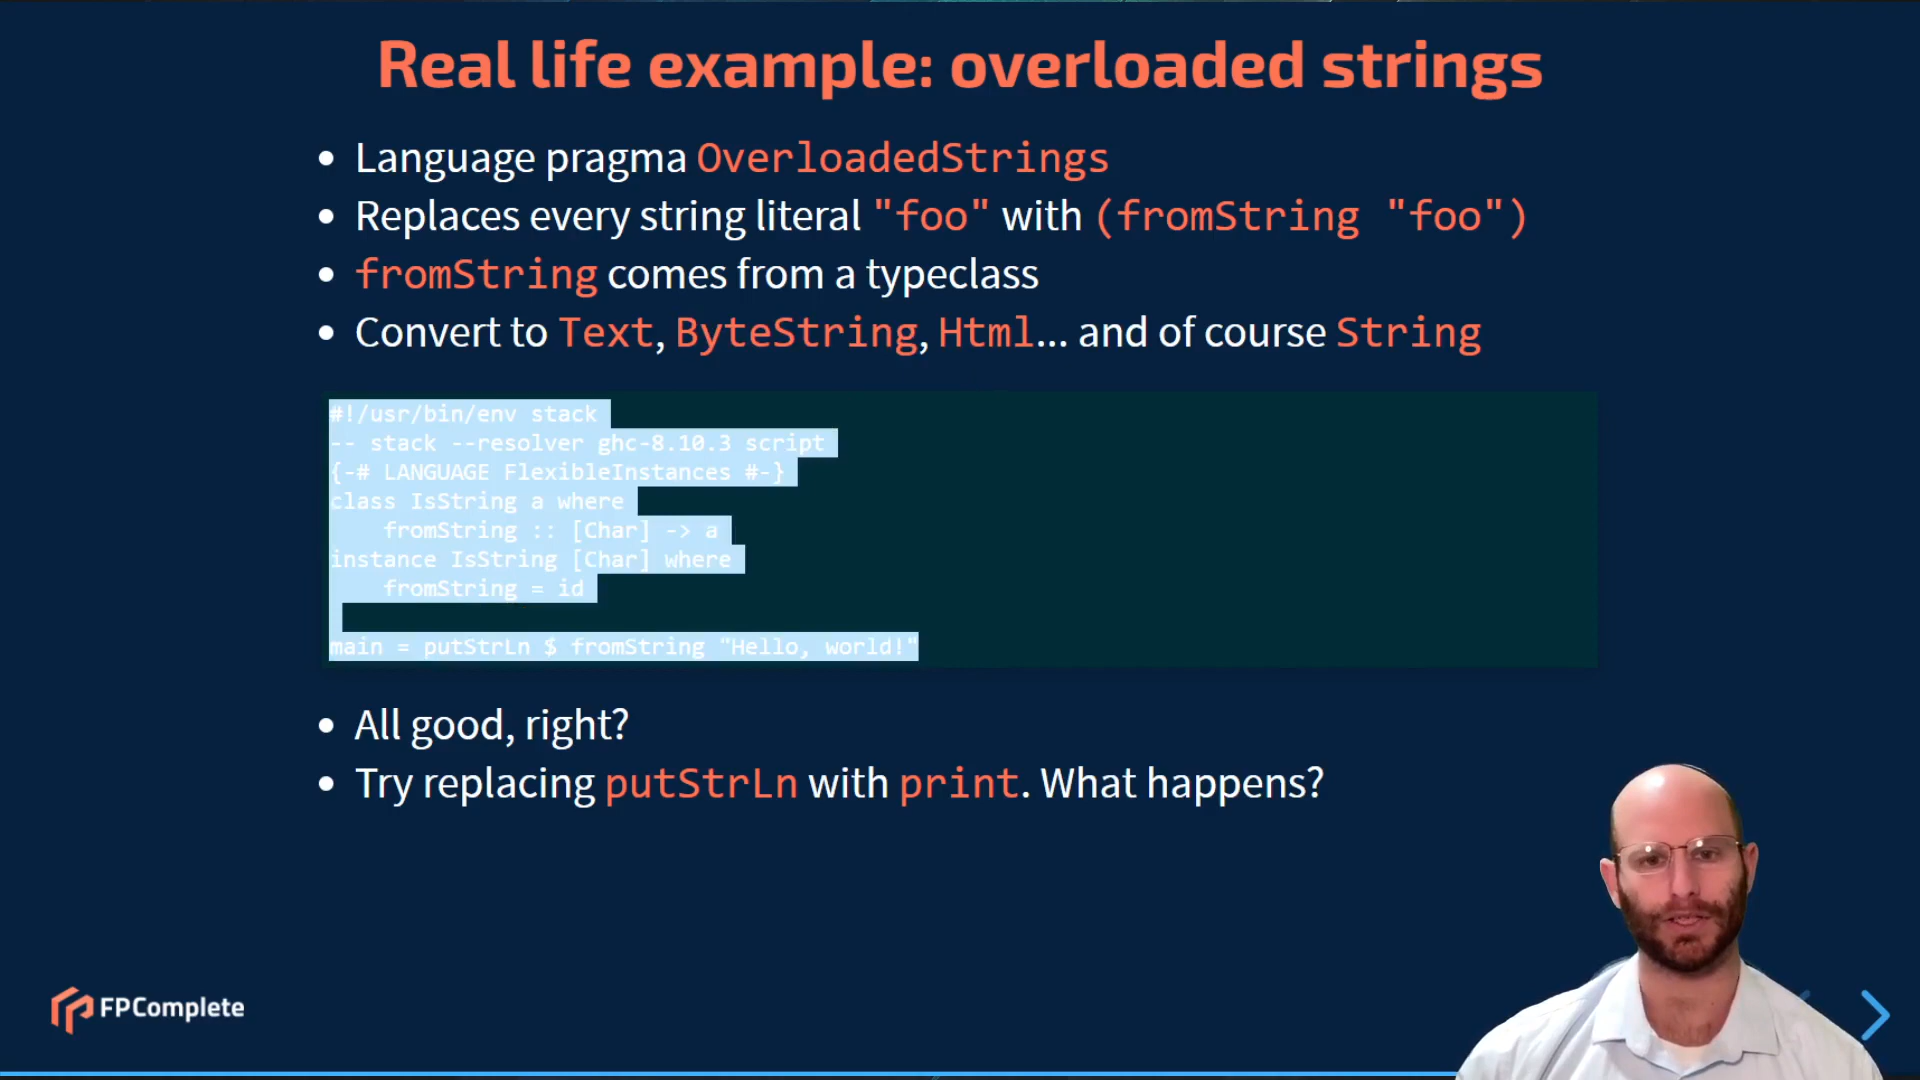 Real life example: overloaded strings
Language pragma OverloadedStrings
Replaces every string literal "foo" with (fromString "foo")
fromString comes from a typeclass
Convert to Text, ByteString, Html... and of course String
#!/usr/bin/env stack
-- stack --resolver ghc-8.10.3 script
{-# LANGUAGE FlexibleInstances #-}
class IsString a where
    fromString :: [Char] -> a
instance IsString [Char] where
    fromString = id
main = putStrLn $ fromString "Hello, world!"
All good, right?
Try replacing putStrLn with print. What happens?
FPComplete